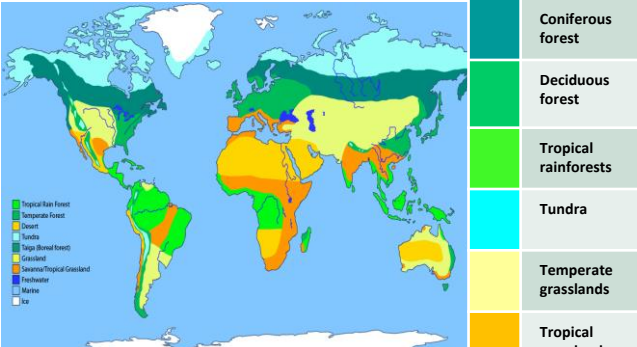 Tropical Rain Forest
Temperate Forest
Desert
Tundra
Taiga (Boreal forest)
Grassland
Savanna/Tropical Grassland
Freshwater
Marine
Ice
Coniferous
forest
Deciduous
forest
Tropical
rainforests
Tundra
Temperate
grasslands
Tropical